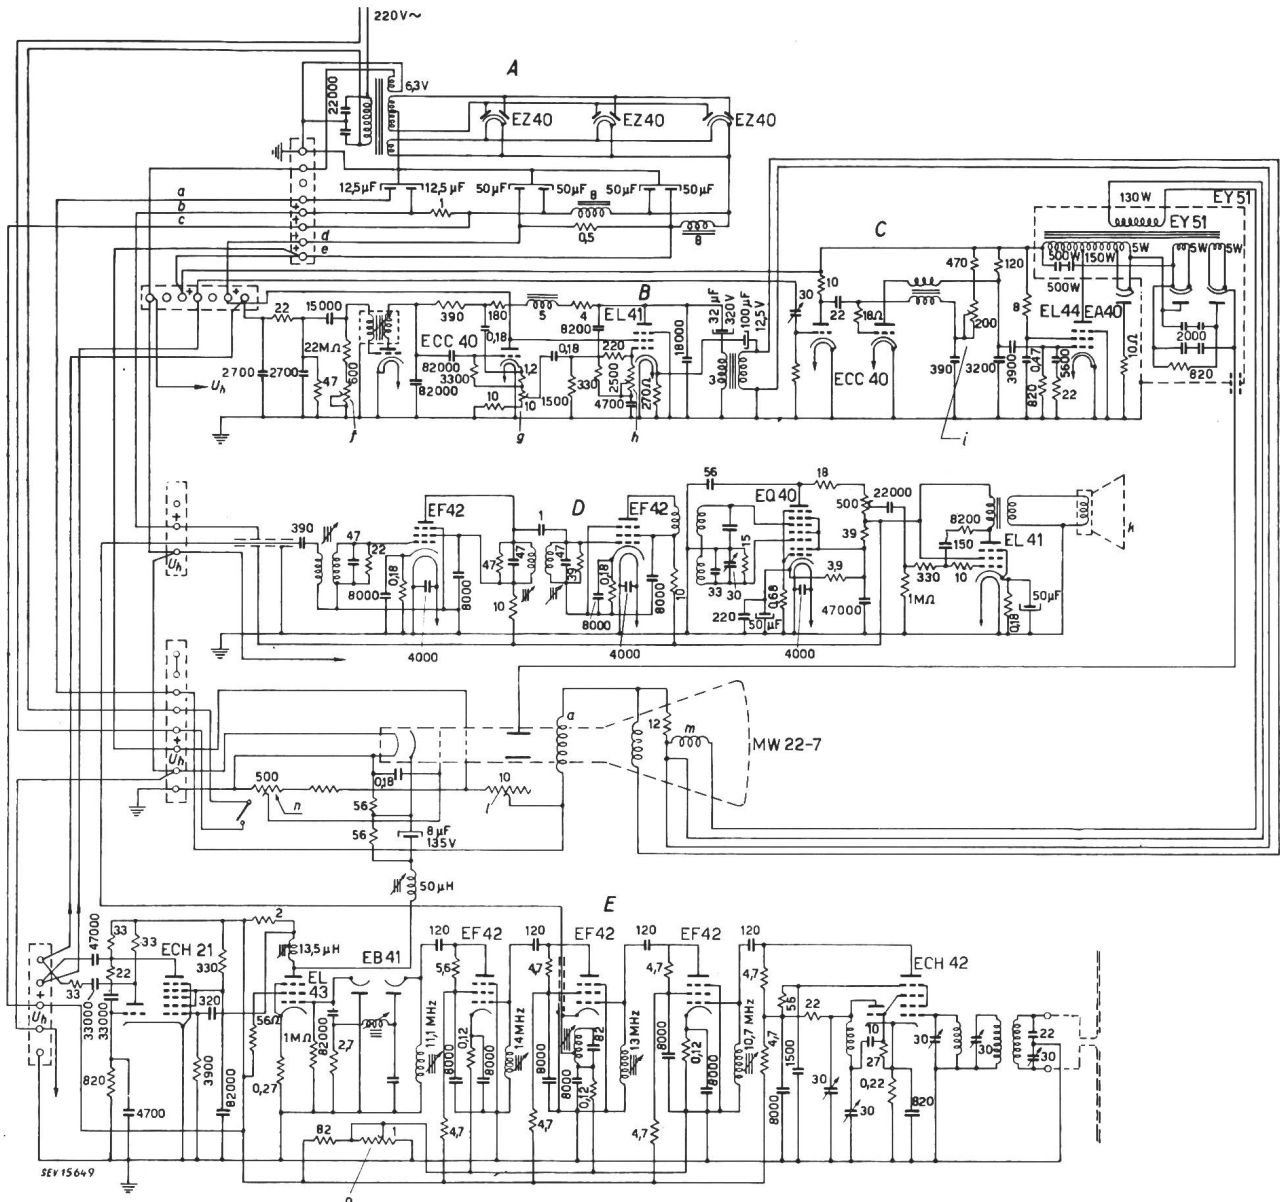 220V~
A
22000
6,3V
EZ40
EZ40
EZ40
12,5µF
12,5µF
50µF
50µF
50µF
50µF
a
b
c
d
e
1
8
0,5
8
130W
EY51
EY51
5W
500W
150W
5W
5W
500W
C
10
470
120
22
15000
B
5
4
390
180
EL41
8200
32µF
320V
100µF
12,5V
30
22
18Ω
8
EL44
EA40
ECC 40
0,18
0,18
220
18000
200
2000
22MΩ
82000
3300
1,2
2700
2700
47
600
82000
1500
330
2500
3
270Ω
ECC 40
390
3200
3900
0,47
5600
10Ω
820
Uh
10
10
4700
820
22
f
g
h
i
390
47
22
EF42
D
1
EF42
56
EQ40
18
500
22000
k
47
47
39
15
39
8200
150
EL41
Uh
8000
0,18
8000
10
8000
0,18
8000
10
33
30
3,9
330
10
0,68
220
50µF
47000
1MΩ
50µF
0,18
4000
4000
4000
a
12
m
MW 22-7
Uh
0,18
500
n
10
l
56
56
8µF
135V
50µH
E
2
47000
33
33
ECH 21
13,5µH
EB41
120
EF42
120
EF42
120
EF42
120
ECH 42
330
EL
43
22
320
5,6
4,7
4,7
4,7
33
33000
33000
56Ω
1MΩ
82000
2,7
11,1 MHz
14 MHz
82
13 MHz
10,7 MHz
4,7
56
22
10
27
30
30
22
30
Uh
820
3900
82000
0,27
8000
0,12
8000
8000
8000
0,12
8000
0,12
8000
8000
1500
30
30
0,22
820
4700
82
1
4,7
4,7
4,7
o
SEV 15649